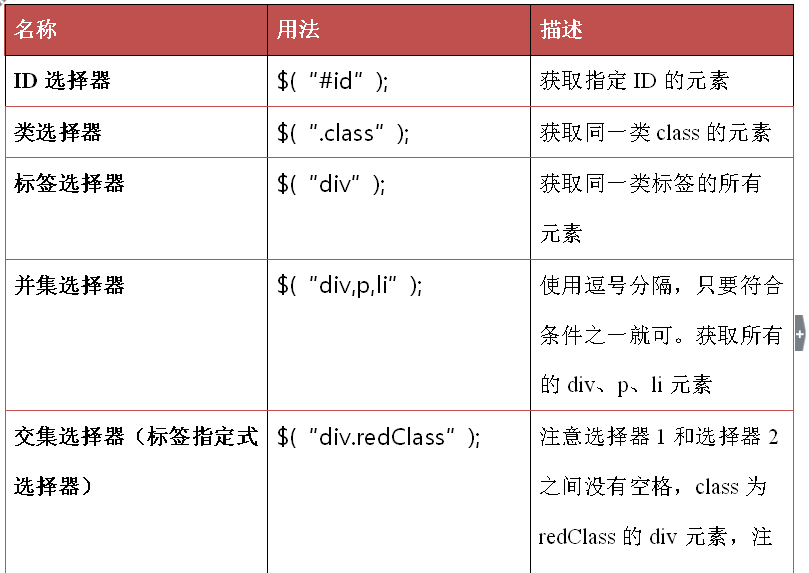 名称 用法 描述
ID 选择器 $(“#id”); 获取指定 ID 的元素
类选择器 $(“.class”); 获取同一类 class 的元素
标签选择器 $(“div”); 获取同一类标签的所有
元素
并集选择器 $(“div,p,li”); 使用逗号分隔，只要符合
条件之一就可。获取所有
的 div、p、li 元素
交集选择器（标签指定式 $(“div.redClass”); 注意选择器 1 和选择器 2
选择器） 之间没有空格，class 为
redClass 的 div 元素，注